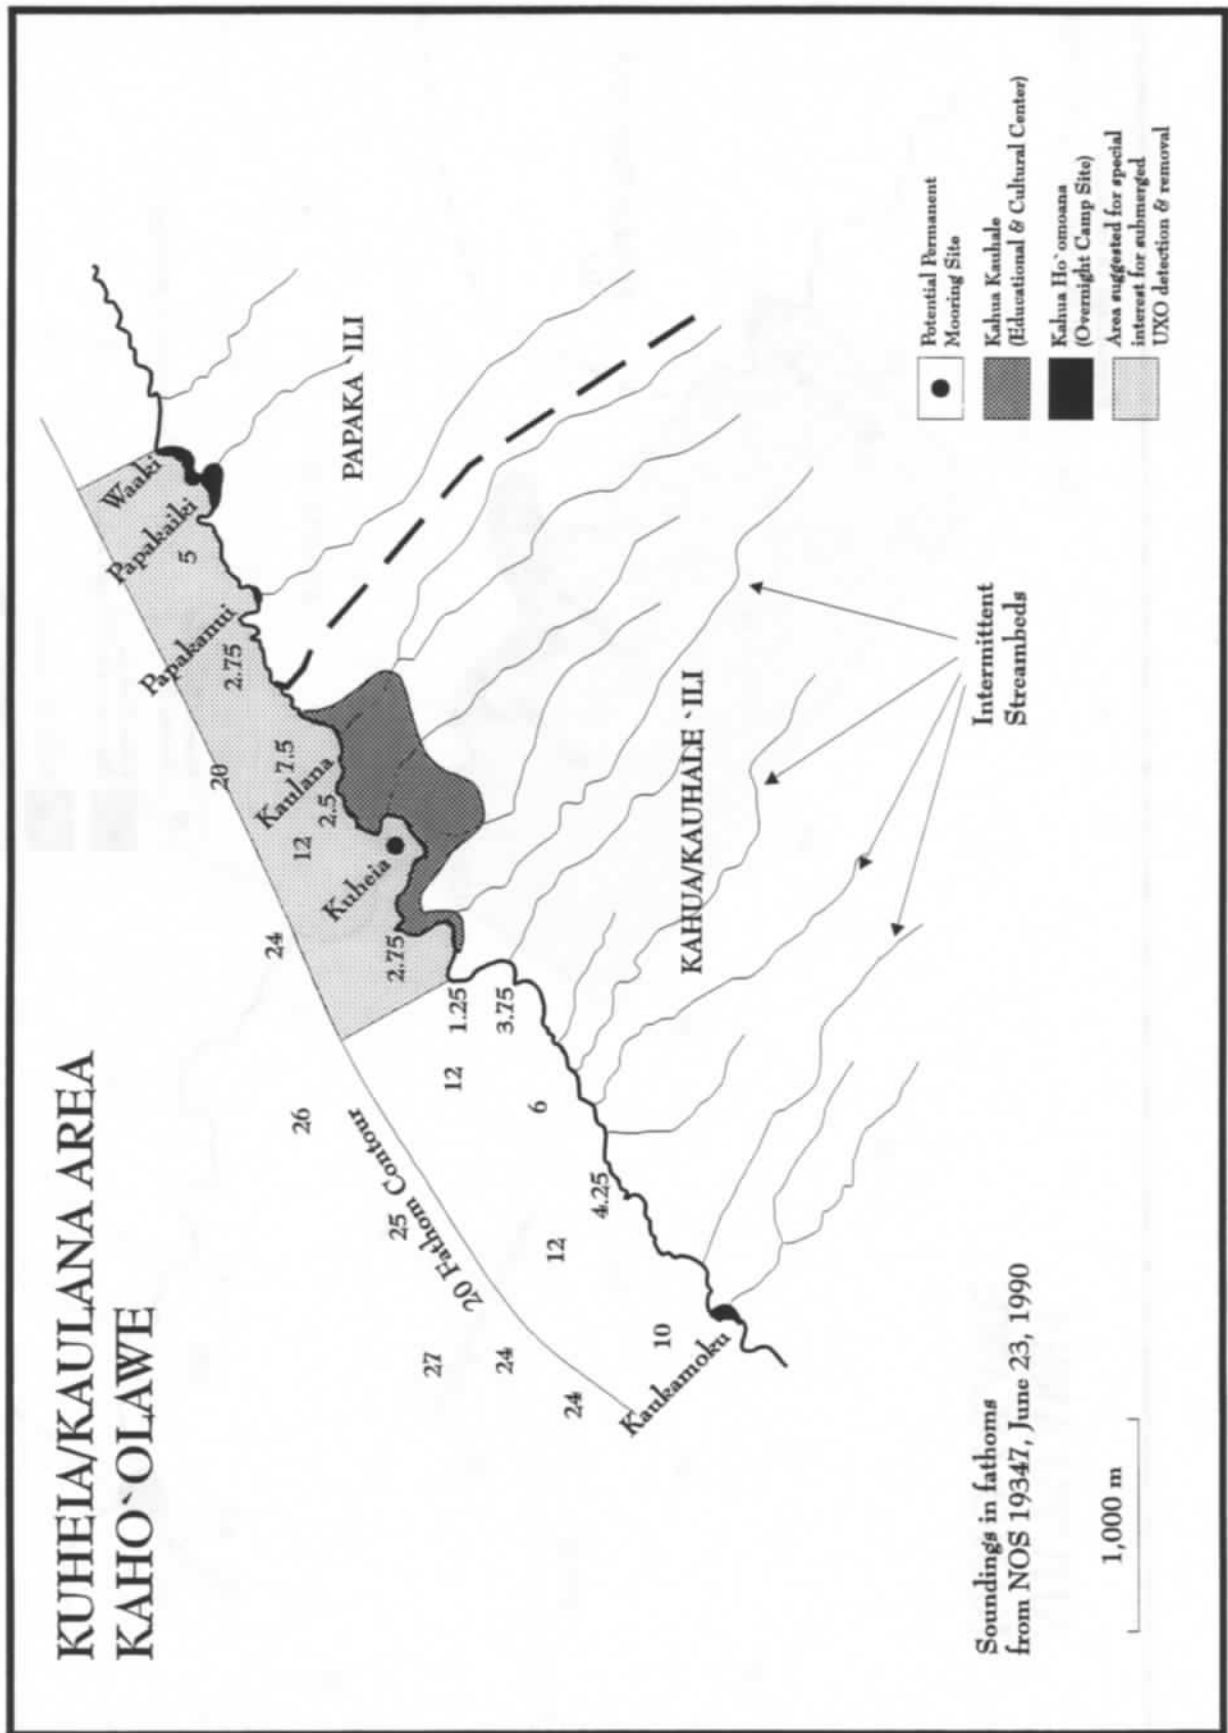 KUHEIA/KAULANA AREA
KAHO`OLAWE
Waaki
Papakaiki
5
Papakanui
2.75
20
7.5
Kaulana
2.5
12
Kuheia
24
2.75
1.25
3.75
26
12
6
20 Fathom Contour
25
4.25
12
27
24
10
24
Kaukamoku
PAPAKA `ILI
KAHUA/KAUHALE `ILI
Intermittent
Streambeds
Soundings in fathoms
from NOS 19347, June 23, 1990
1,000 m
Potential Permanent
Mooring Site
Kahua Kauhale
(Educational & Cultural Center)
Kahua Ho`omoana
(Overnight Camp Site)
Area suggested for special
interest for submerged
UXO detection & removal